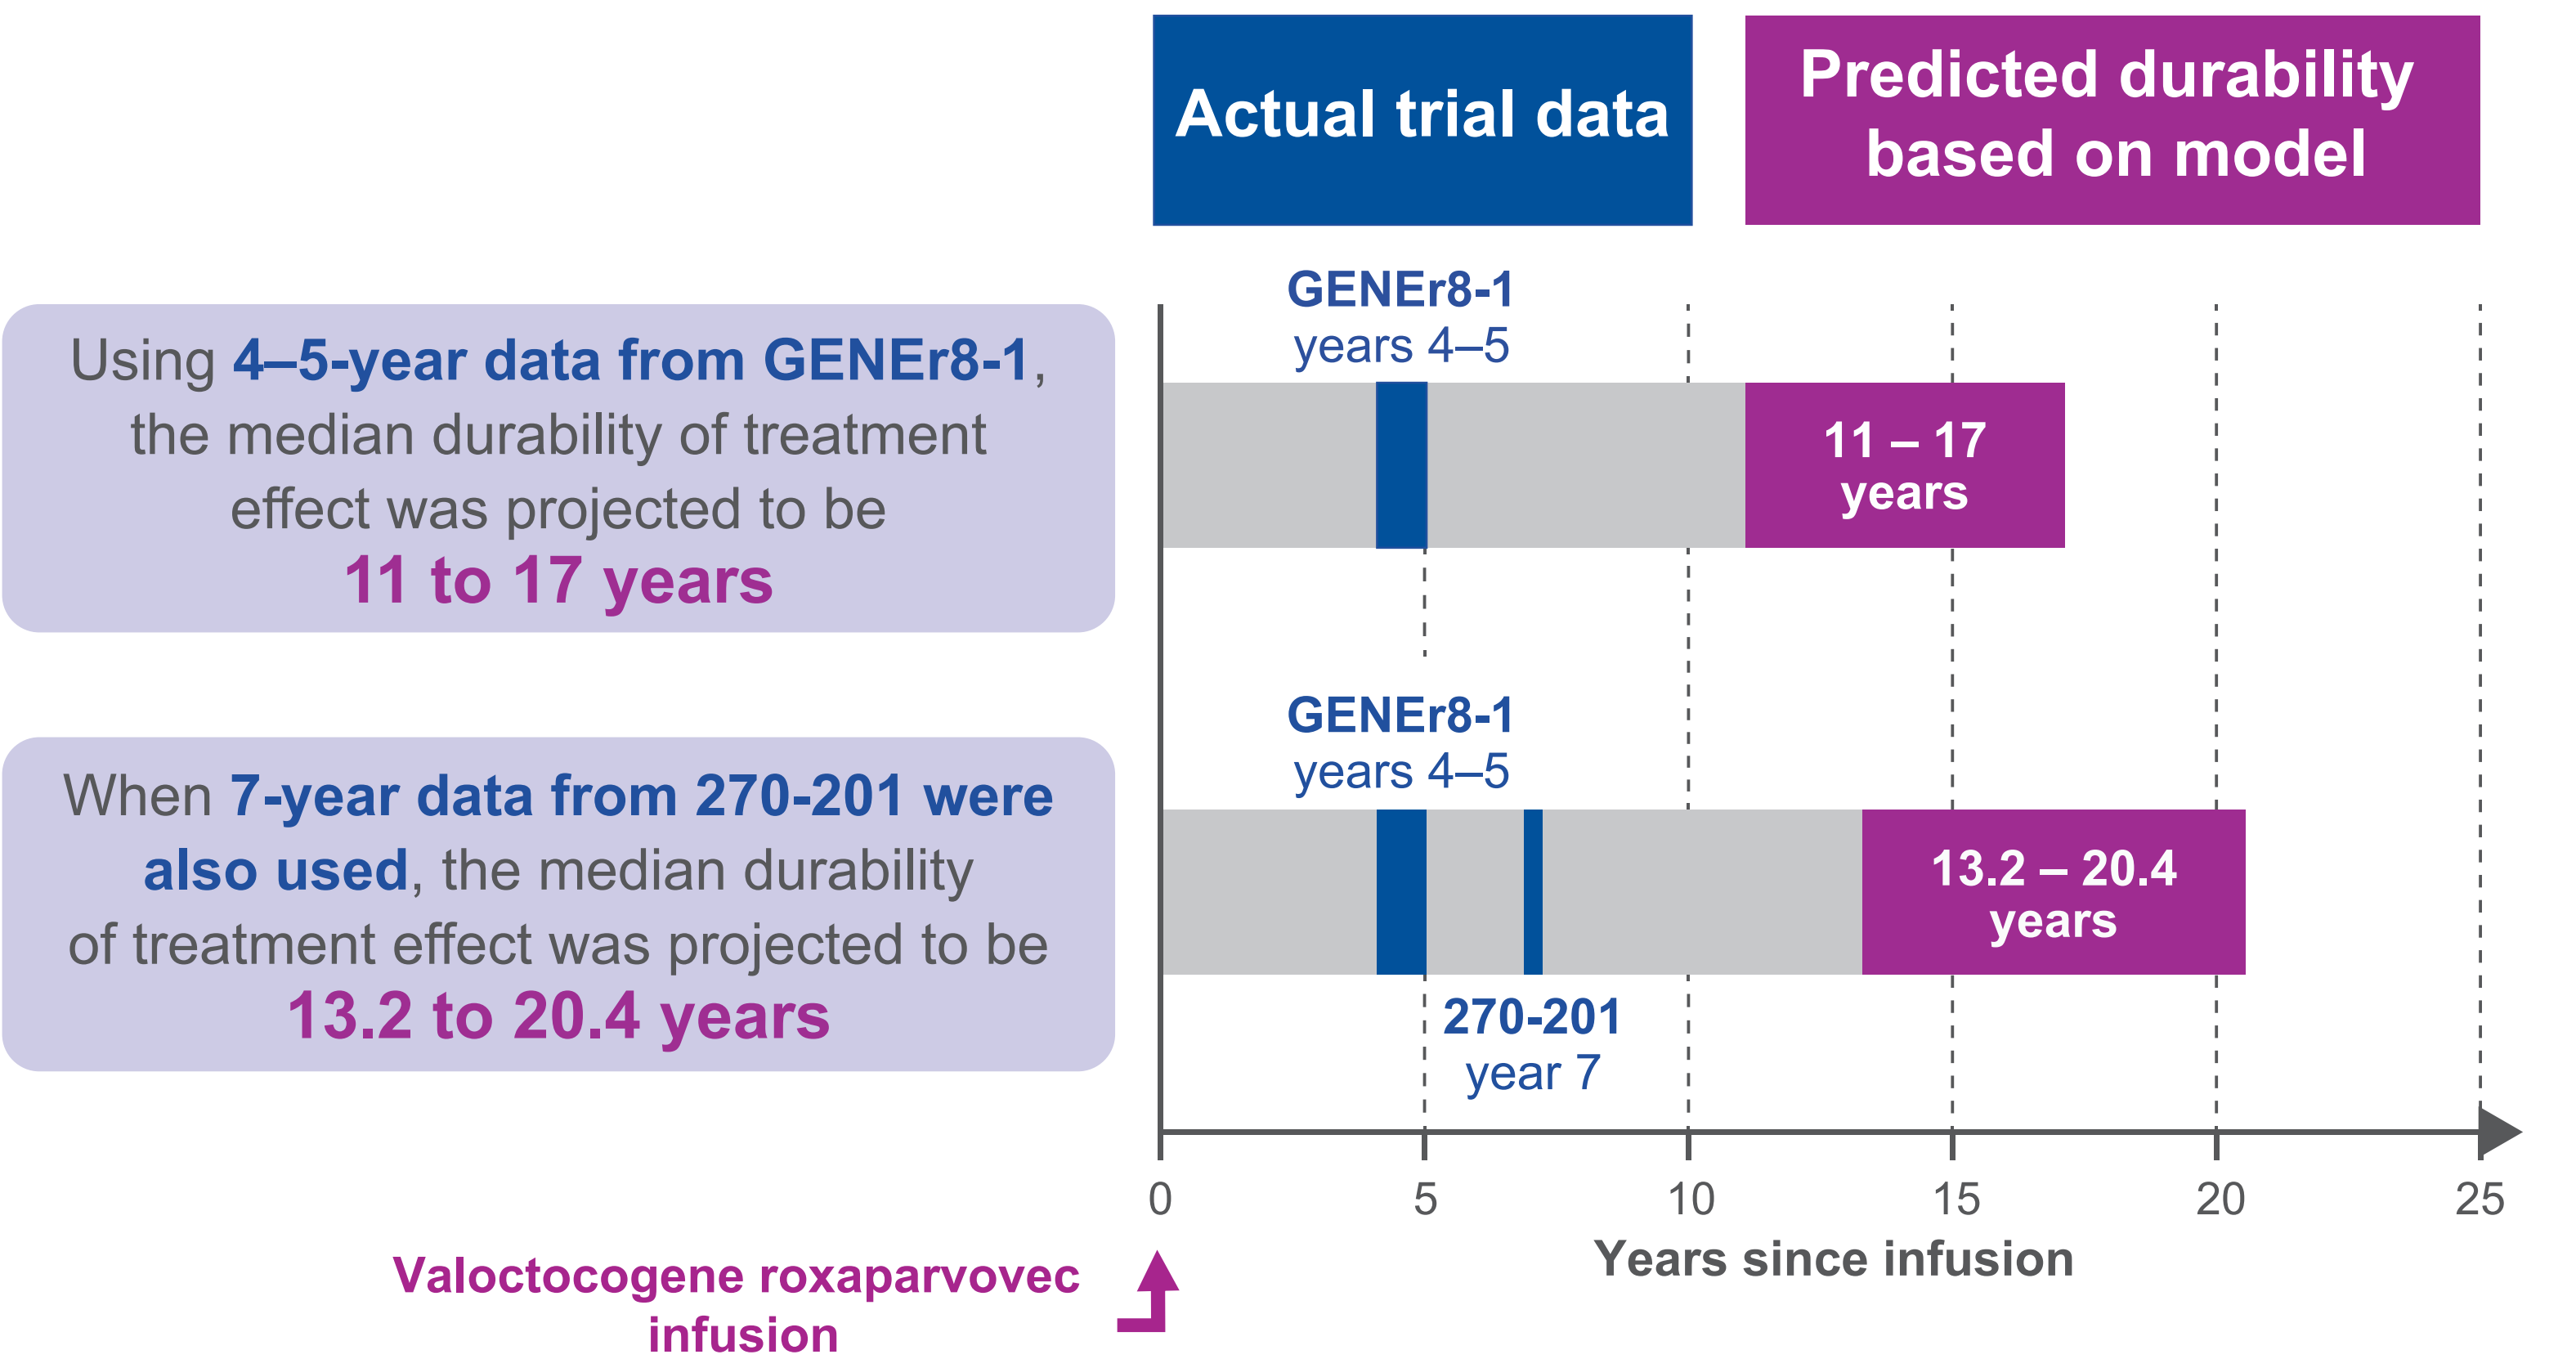 Actual trial data
Predicted durability
based on model
Using 4–5-year data from GENEr8-1,
the median durability of treatment
effect was projected to be
11 to 17 years
GENEr8-1
years 4–5
11 – 17
years
When 7-year data from 270-201 were
also used, the median durability
of treatment effect was projected to be
13.2 to 20.4 years
GENEr8-1
years 4–5
13.2 – 20.4
years
270-201
year 7
0 5 10 15 20 25
Years since infusion
Valoctocogene roxaparvovec
infusion